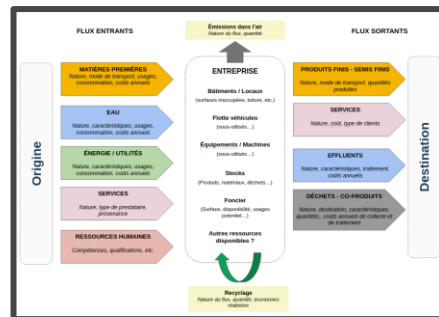 Émissions dans l'air
Nature du flux, quantité
FLUX ENTRANTS
FLUX SORTANTS
Origine
MATIÈRES PREMIÈRES
Nature, mode de transport, usages,
consommation, coûts annuels
EAU
Nature, caractéristiques, usages,
consommation, coûts annuels
ÉNERGIE / UTILITÉS
Nature, caractéristiques, usages,
consommation, coûts annuels
SERVICES
Nature, type de prestataire,
provenance
RESSOURCES HUMAINES
Compétences, qualifications, etc.
ENTREPRISE
Bâtiments / Locaux
(surfaces inoccupées, toiture, etc.)
Flotte véhicules
(sous-utilisés...)
Équipements / Machines
(sous-utilisés...)
Stocks
(Produits, matériaux, déchets...)
Foncier
(Surface, disponibilité, usages
potentiel...)
Autres ressources
disponibles ?
PRODUITS FINIS - SEMIS FINIS
Nature, mode de transport, quantités
produites
SERVICES
Nature, coût, type de clients
EFFLUENTS
Nature, caractéristiques, traitement,
coûts annuels
DÉCHETS - CO-PRODUITS
Nature, destination, caractéristiques,
quantités,, coûts annuels de collecte et
de traitement
Destination
Recyclage
Nature du flux, quantité, économies
réalisées